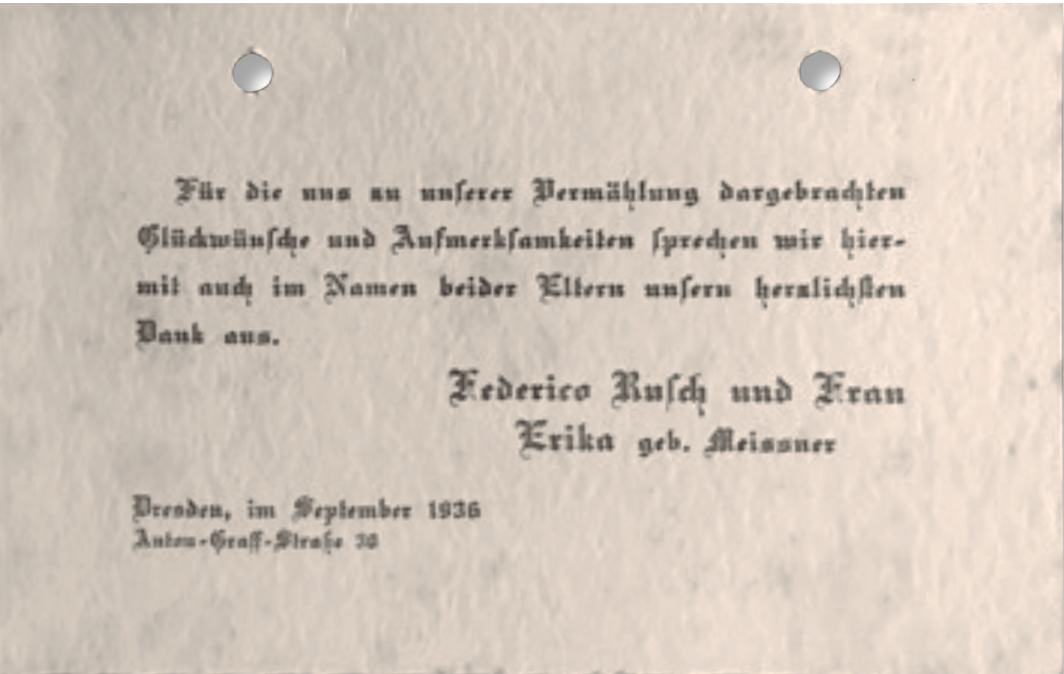 Für die uns zu unserer Vermählung dargebrachten
Glückwünsche und Aufmerksamkeiten sprechen wir hier-
mit auch im Namen beider Eltern unsern herzlichsten
Dank aus.
Federico Rusch und Frau
Erika geb. Meissner
Dresden, im September 1936
Anton-Graff-Straße